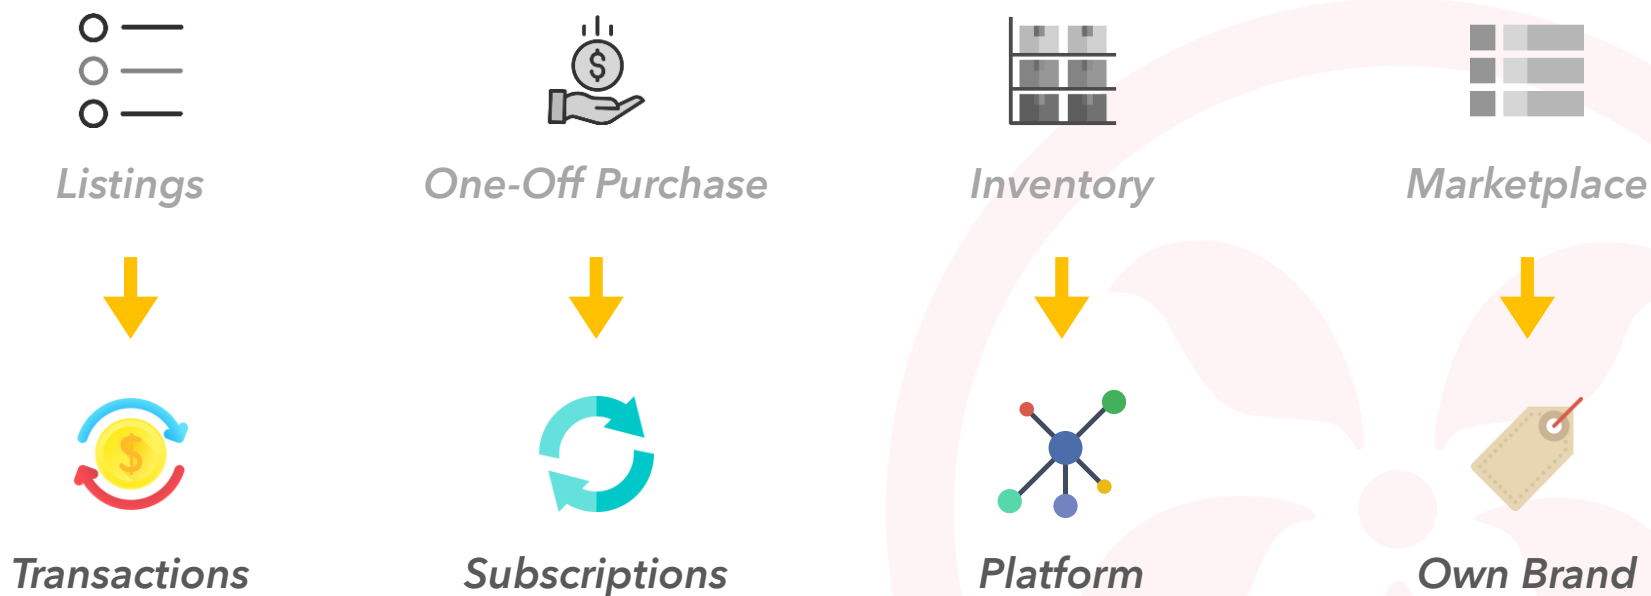 Listings
One-Off Purchase
Inventory
Marketplace
$
$
Transactions
Subscriptions
Platform
Own Brand